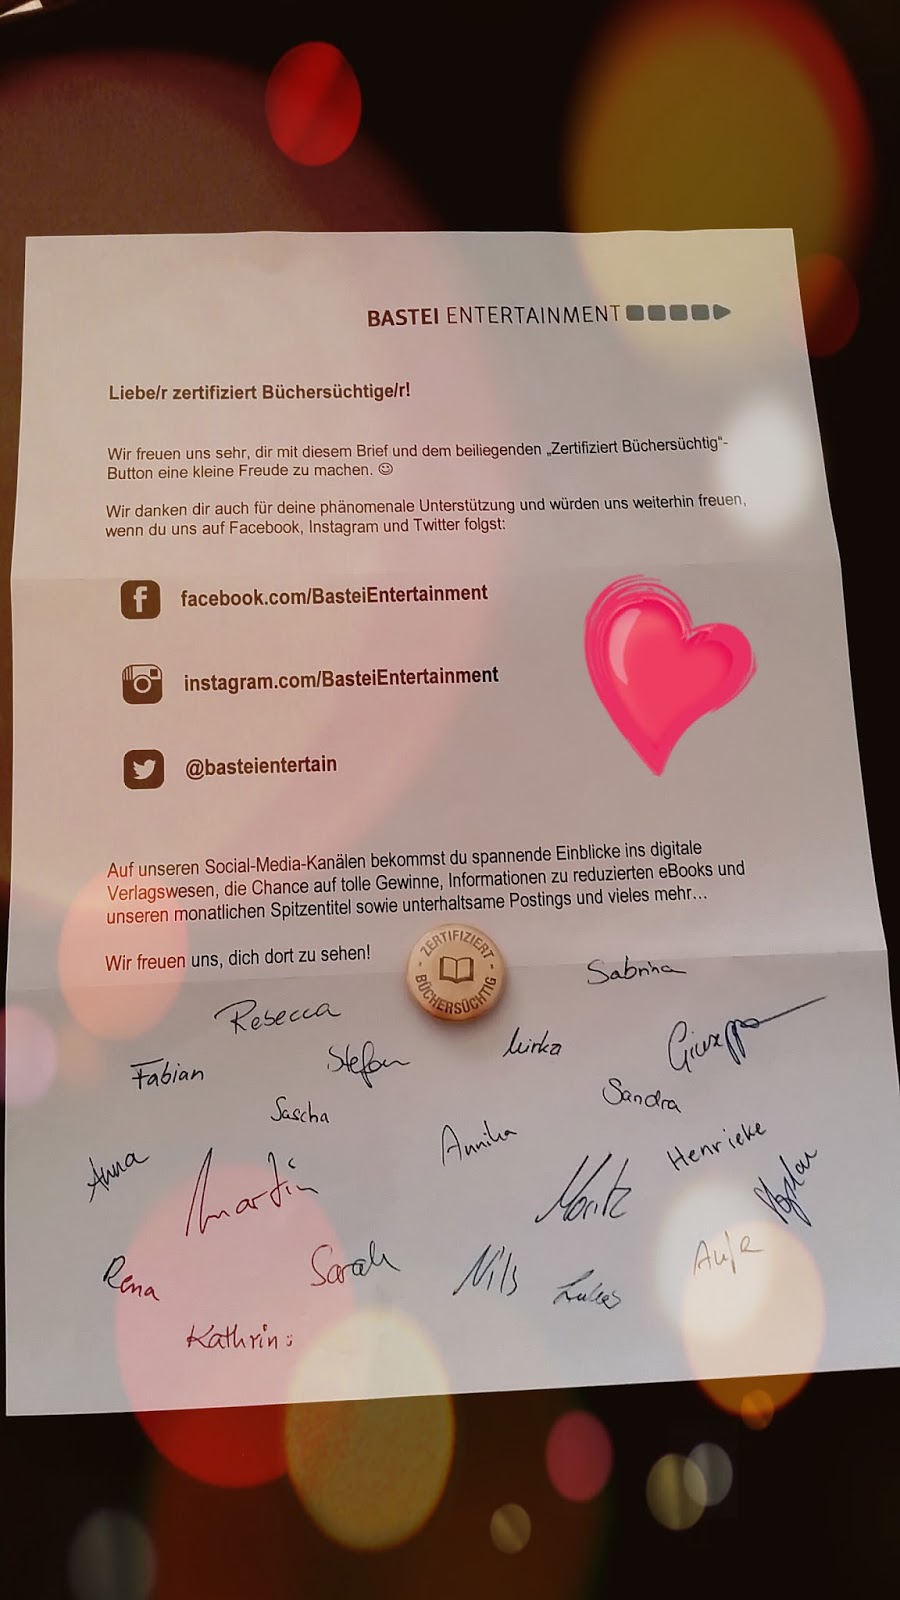 BASTEI ENTERTAINMENT
Liebe/r zertifiziert Büchersüchtige/r!
Wir freuen uns sehr, dir mit diesem Brief und dem beiliegenden „Zertifiziert Büchersüchtig“-
Button eine kleine Freude zu machen. ☺
Wir danken dir auch für deine phänomenale Unterstützung und würden uns weiterhin freuen,
wenn du uns auf Facebook, Instagram und Twitter folgst:
facebook.com/BasteiEntertainment
instagram.com/BasteiEntertainment
@basteientertain
Auf unseren Social-Media-Kanälen bekommst du spannende Einblicke ins digitale
Verlagswesen, die Chance auf tolle Gewinne, Informationen zu reduzierten eBooks und
unseren monatlichen Spitzentitel sowie unterhaltsame Postings und vieles mehr...
Wir freuen uns, dich dort zu sehen!
- ZERTIFIZIERT -
BÜCHERSÜCHTIG
Sabrina
Rebecca
Giuseppe
Fabian
Stefan
Mirka
Sascha
Sandra
Annika
Henrieke
Anna
Martin
Moritz
Rena
Sarah
Nils
Lukas
Kathrin :